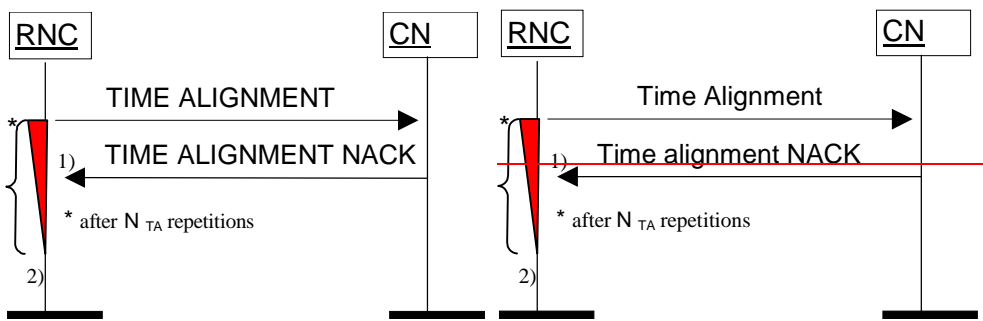 RNC
CN
TIME ALIGNMENT
*
1)
TIME ALIGNMENT NACK
* after N TA repetitions
2)
RNC
CN
Time Alignment
*
1)
Time alignment NACK
* after N TA repetitions
2)